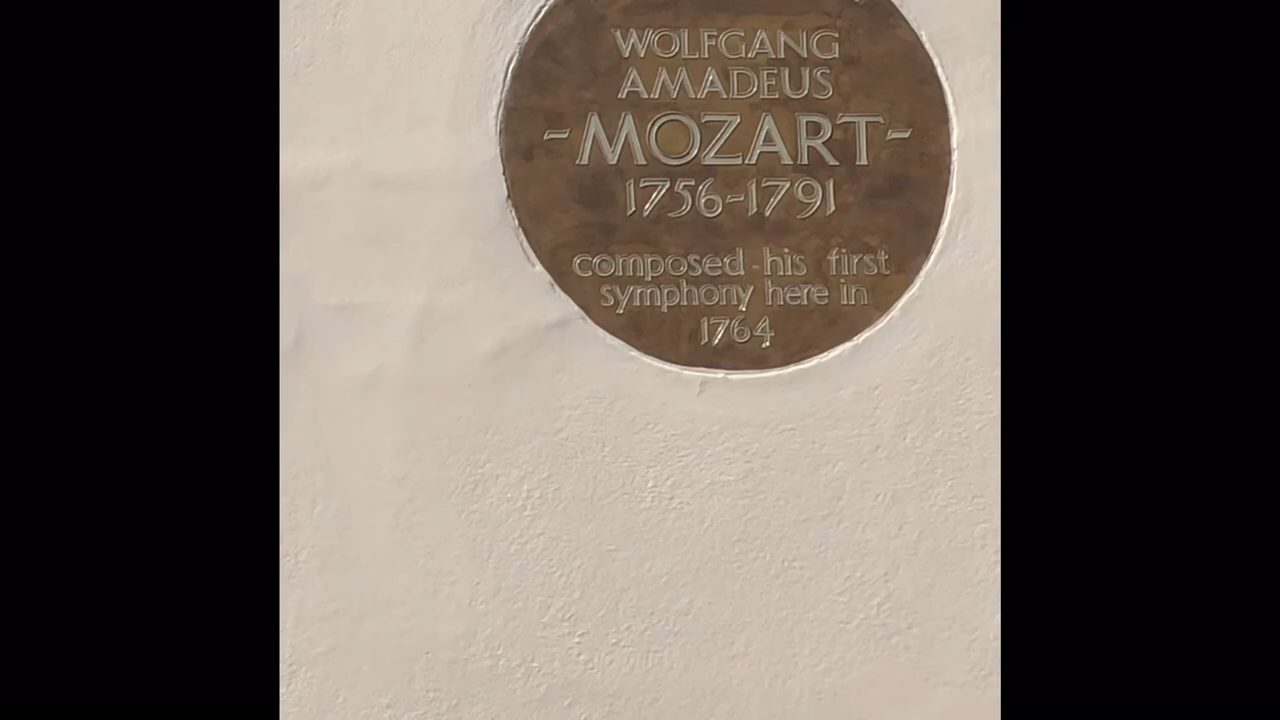 WOLFGANG
AMADEUS
-MOZART-
1756-1791
composed his first
symphony here in
1764